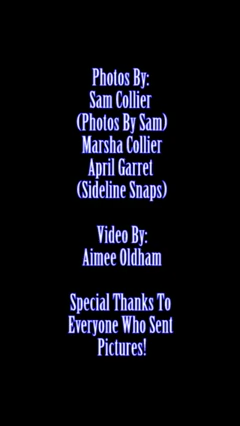 Photos By:
Sam Collier
(Photos By Sam)
Marsha Collier
April Garret
(Sideline Snaps)
Video By:
Aimee Oldham
Special Thanks To
Everyone Who Sent
Pictures!